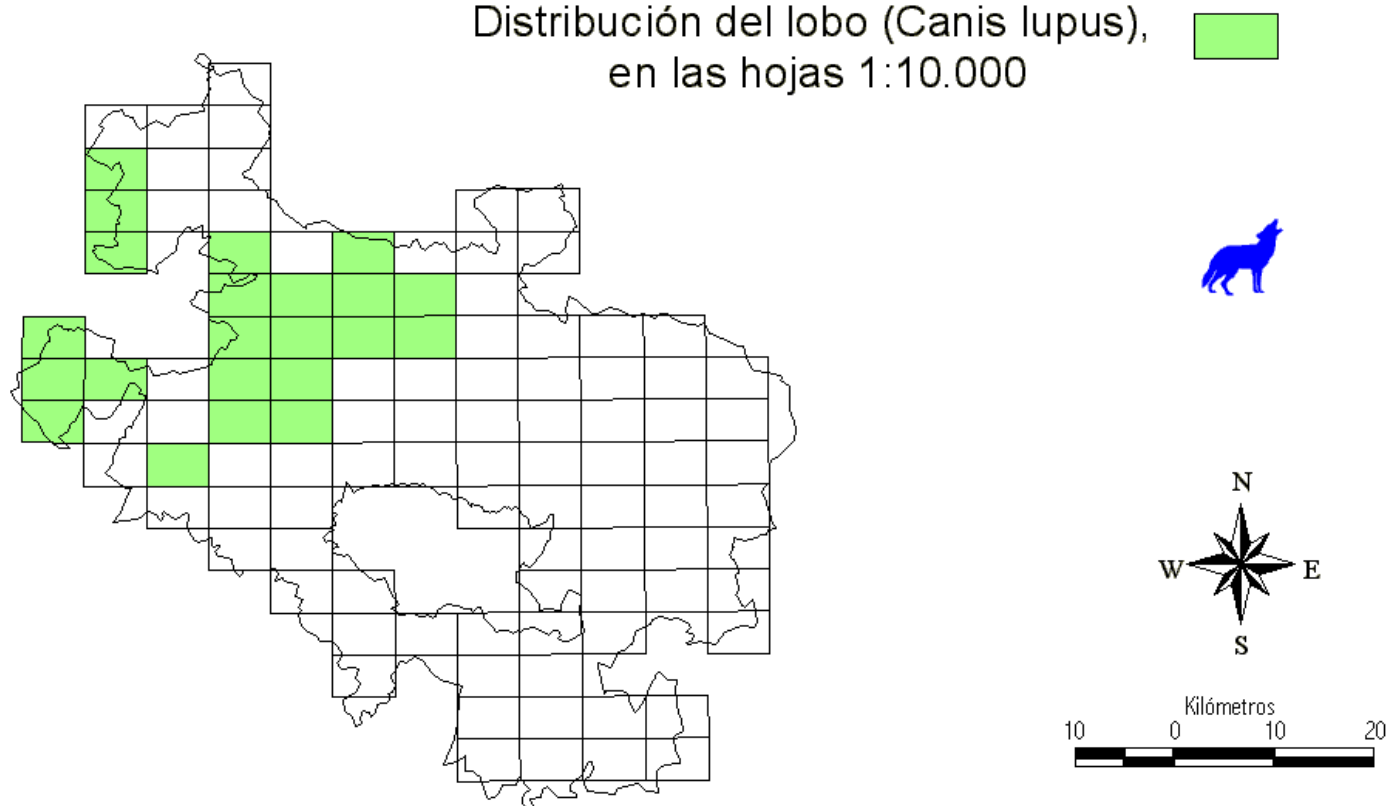 Distribución del lobo (Canis lupus),
en las hojas 1:10.000
N
W E
S
Kilómetros
10 0 10 20